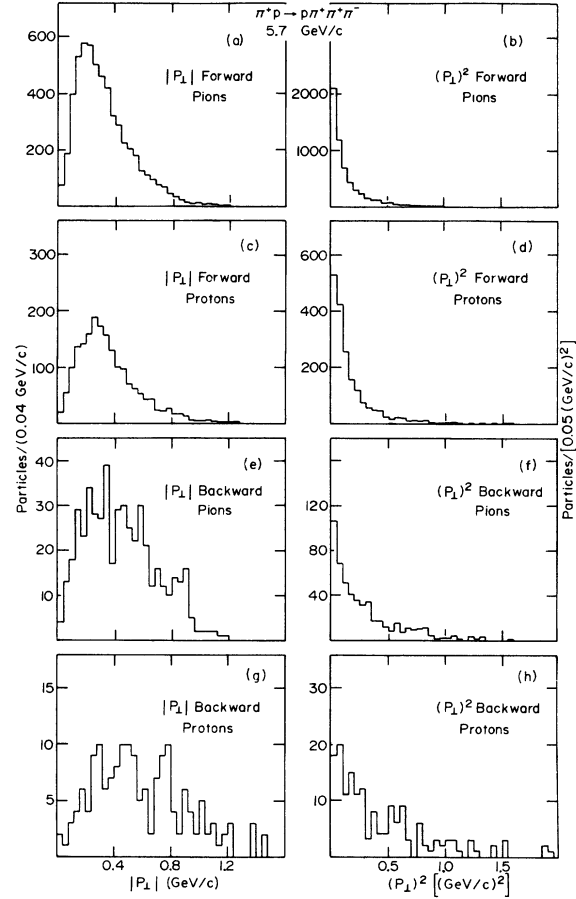 π⁺p → pπ⁺π⁺π⁻
5.7 GeV/c
600
400
200
(a)
|P⊥| Forward
Pions
2000
1000
(b)
(P⊥)² Forward
Pions
300
200
100
(c)
|P⊥| Forward
Protons
600
400
200
(d)
(P⊥)² Forward
Protons
Particles/(0.04 GeV/c)
Particles/[0.05 (GeV/c)²]
40
30
20
10
(e)
|P⊥| Backward
Pions
120
80
40
(f)
(P⊥)² Backward
Pions
15
10
5
(g)
|P⊥| Backward
Protons
30
20
10
(h)
(P⊥)² Backward
Protons
0.4 0.8 1.2
|P⊥| (GeV/c)
0.5 1.0 1.5
(P⊥)² [(GeV/c)²]